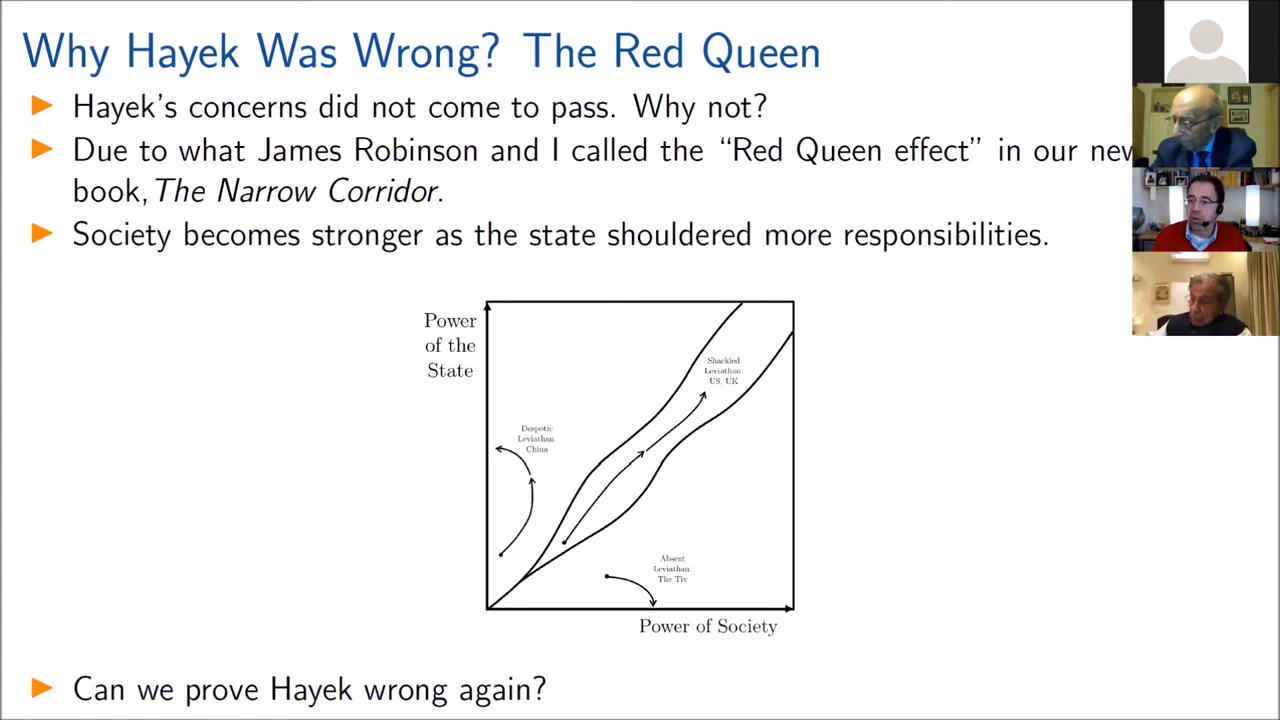 Why Hayek Was Wrong? The Red Queen
Hayek's concerns did not come to pass. Why not?
Due to what James Robinson and I called the “Red Queen effect” in our new
book, The Narrow Corridor.
Society becomes stronger as the state shouldered more responsibilities.
Power
of the
State
Shackled
Leviathan:
US, UK
Despotic
Leviathan:
China
Absent
Leviathan:
The Tiv
Power of Society
Can we prove Hayek wrong again?